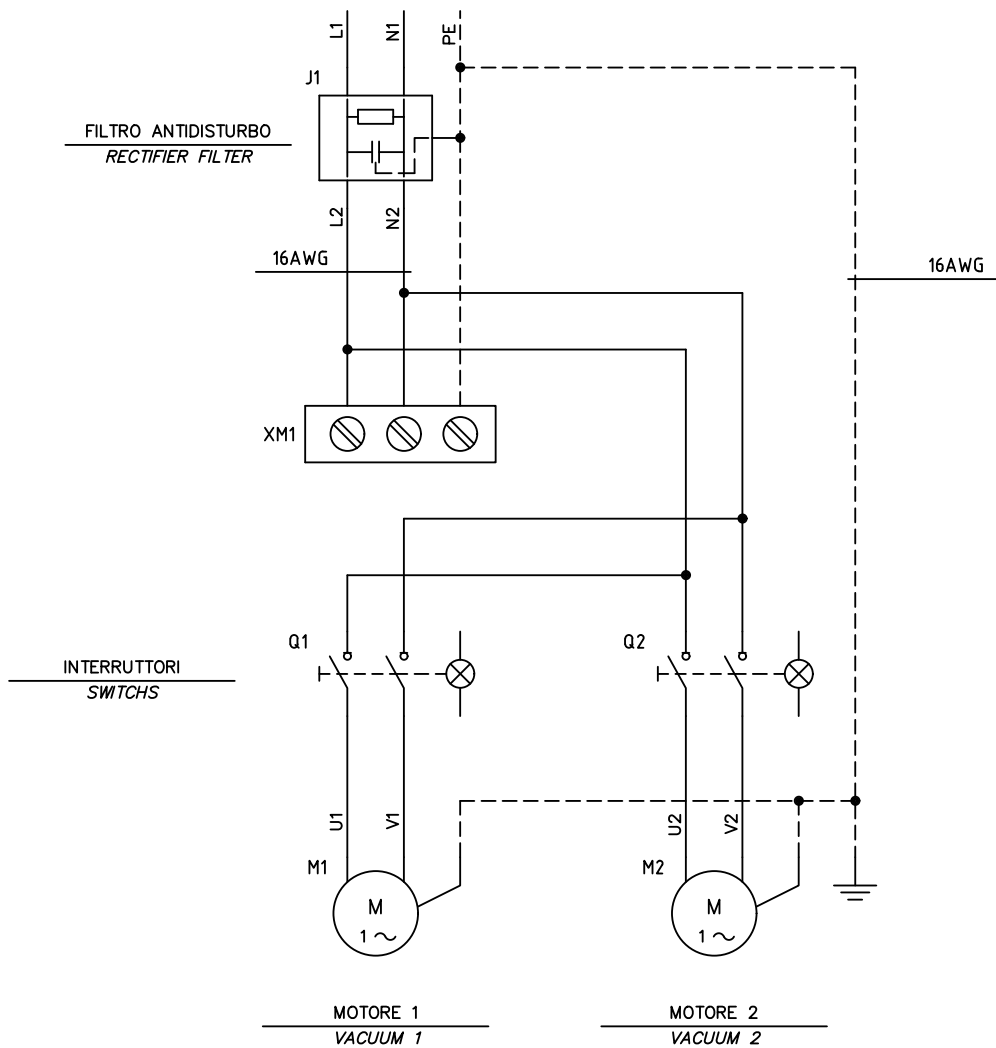 L1
N1
PE
J1
FILTRO ANTIDISTURBO
RECTIFIER FILTER
L2
N2
16AWG
16AWG
XM1
Q1
Q2
INTERRUTTORI
SWITCHS
U1
V1
U2
V2
M1
M2
M
1~
M
1~
MOTORE 1
VACUUM 1
MOTORE 2
VACUUM 2